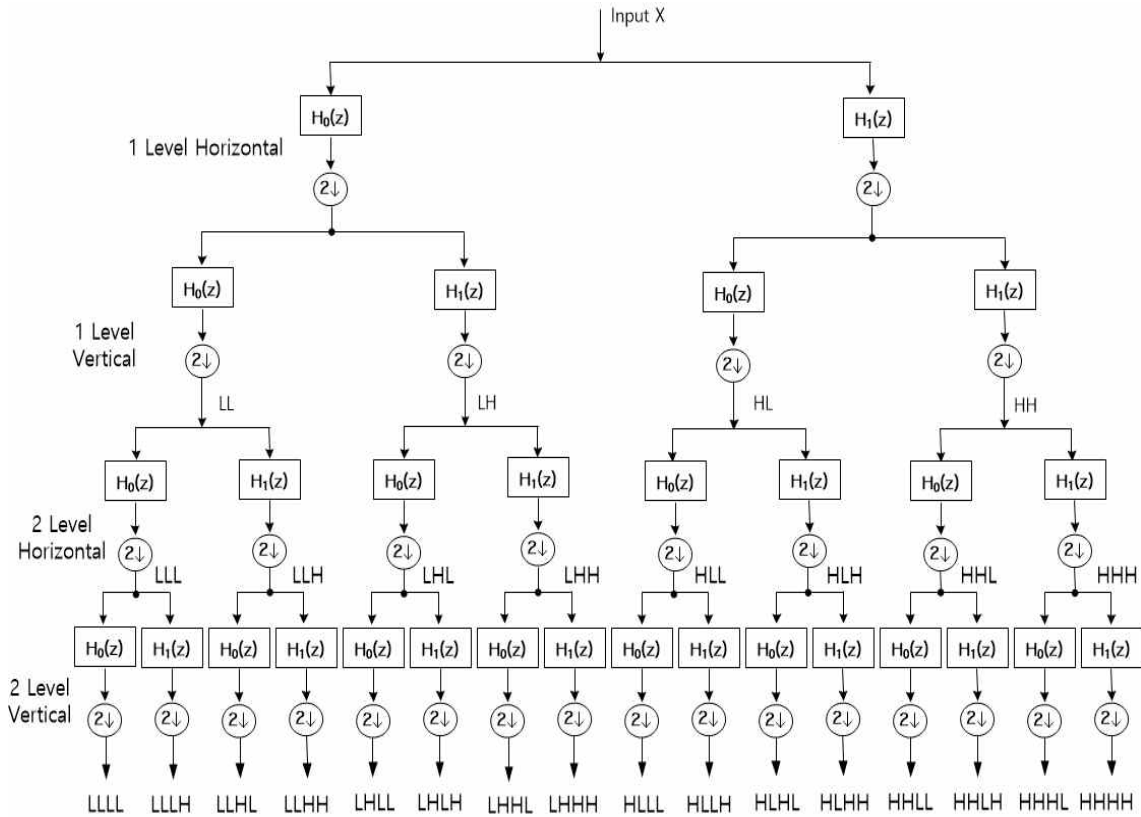 Input X
H₀(z) H₁(z)
1 Level Horizontal
2↓ 2↓
H₀(z) H₁(z) H₀(z) H₁(z)
1 Level
Vertical
2↓ 2↓ 2↓ 2↓
LL LH HL HH
H₀(z) H₁(z) H₀(z) H₁(z) H₀(z) H₁(z) H₀(z) H₁(z)
2 Level
Horizontal
2↓ 2↓ 2↓ 2↓ 2↓ 2↓ 2↓ 2↓
LLL LLH LHL LHH HLL HLH HHL HHH
H₀(z) H₁(z) H₀(z) H₁(z) H₀(z) H₁(z) H₀(z) H₁(z) H₀(z) H₁(z) H₀(z) H₁(z) H₀(z) H₁(z) H₀(z) H₁(z)
2 Level
Vertical
2↓ 2↓ 2↓ 2↓ 2↓ 2↓ 2↓ 2↓ 2↓ 2↓ 2↓ 2↓ 2↓ 2↓ 2↓ 2↓
LLLL LLLH LLHL LLHH LHLL LHLH LHHL LHHH HLLL HLLH HLHL HLHH HHLL HHLH HHHL HHHH